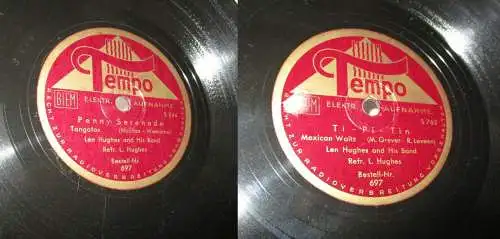 Tempo
BIEM ELEKTR. AUFNAHME
Penny Serenade
Tangofox
Len Hughes and His Band
Refr. L. Hughes
Bestell-Nr.
697
Tempo
BIEM ELEKTR. AUFNAHME
5762
Ti - Pi - Tin
Mexican Waltz (M. Grever - R. Leveen)
Len Hughes and His Band
Refr. L. Hughes
Bestell-Nr.
697